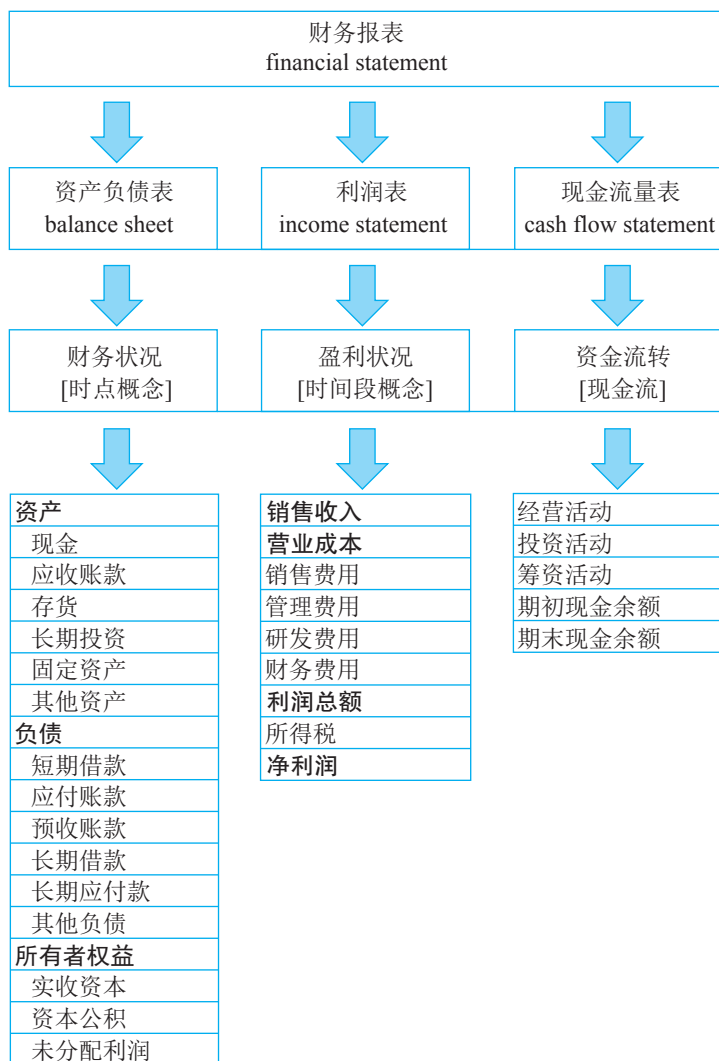 财务报表
financial statement
资产负债表
balance sheet
利润表
income statement
现金流量表
cash flow statement
财务状况
[时点概念]
盈利状况
[时间段概念]
资金流转
[现金流]
资产
现金
应收账款
存货
长期投资
固定资产
其他资产
负债
短期借款
应付账款
预收账款
长期借款
长期应付款
其他负债
所有者权益
实收资本
资本公积
未分配利润
销售收入
营业成本
销售费用
管理费用
研发费用
财务费用
利润总额
所得税
净利润
经营活动
投资活动
筹资活动
期初现金余额
期末现金余额